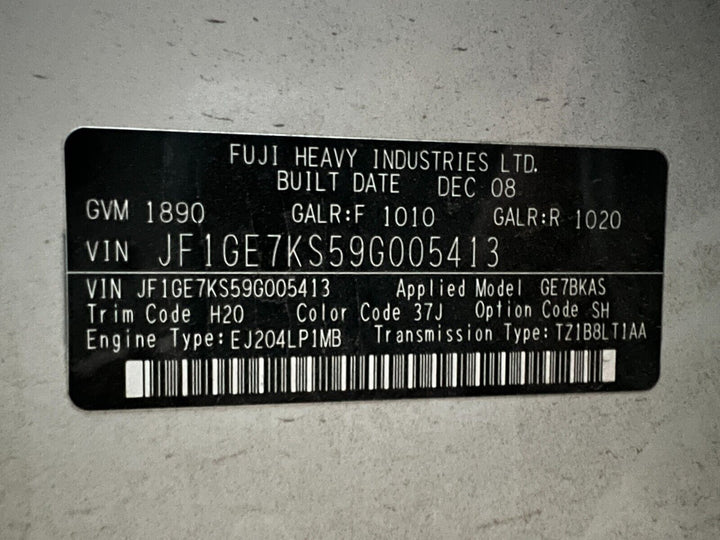 FUJI HEAVY INDUSTRIES LTD.
BUILT DATE DEC 08
GVM 1890 GALR:F 1010 GALR:R 1020
VIN JF1GE7KS59G005413
VIN JF1GE7KS59G005413 Applied Model GE7BKAS
Trim Code H20 Color Code 37J Option Code SH
Engine Type:EJ204LP1MB Transmission Type:TZ1B8LT1AA